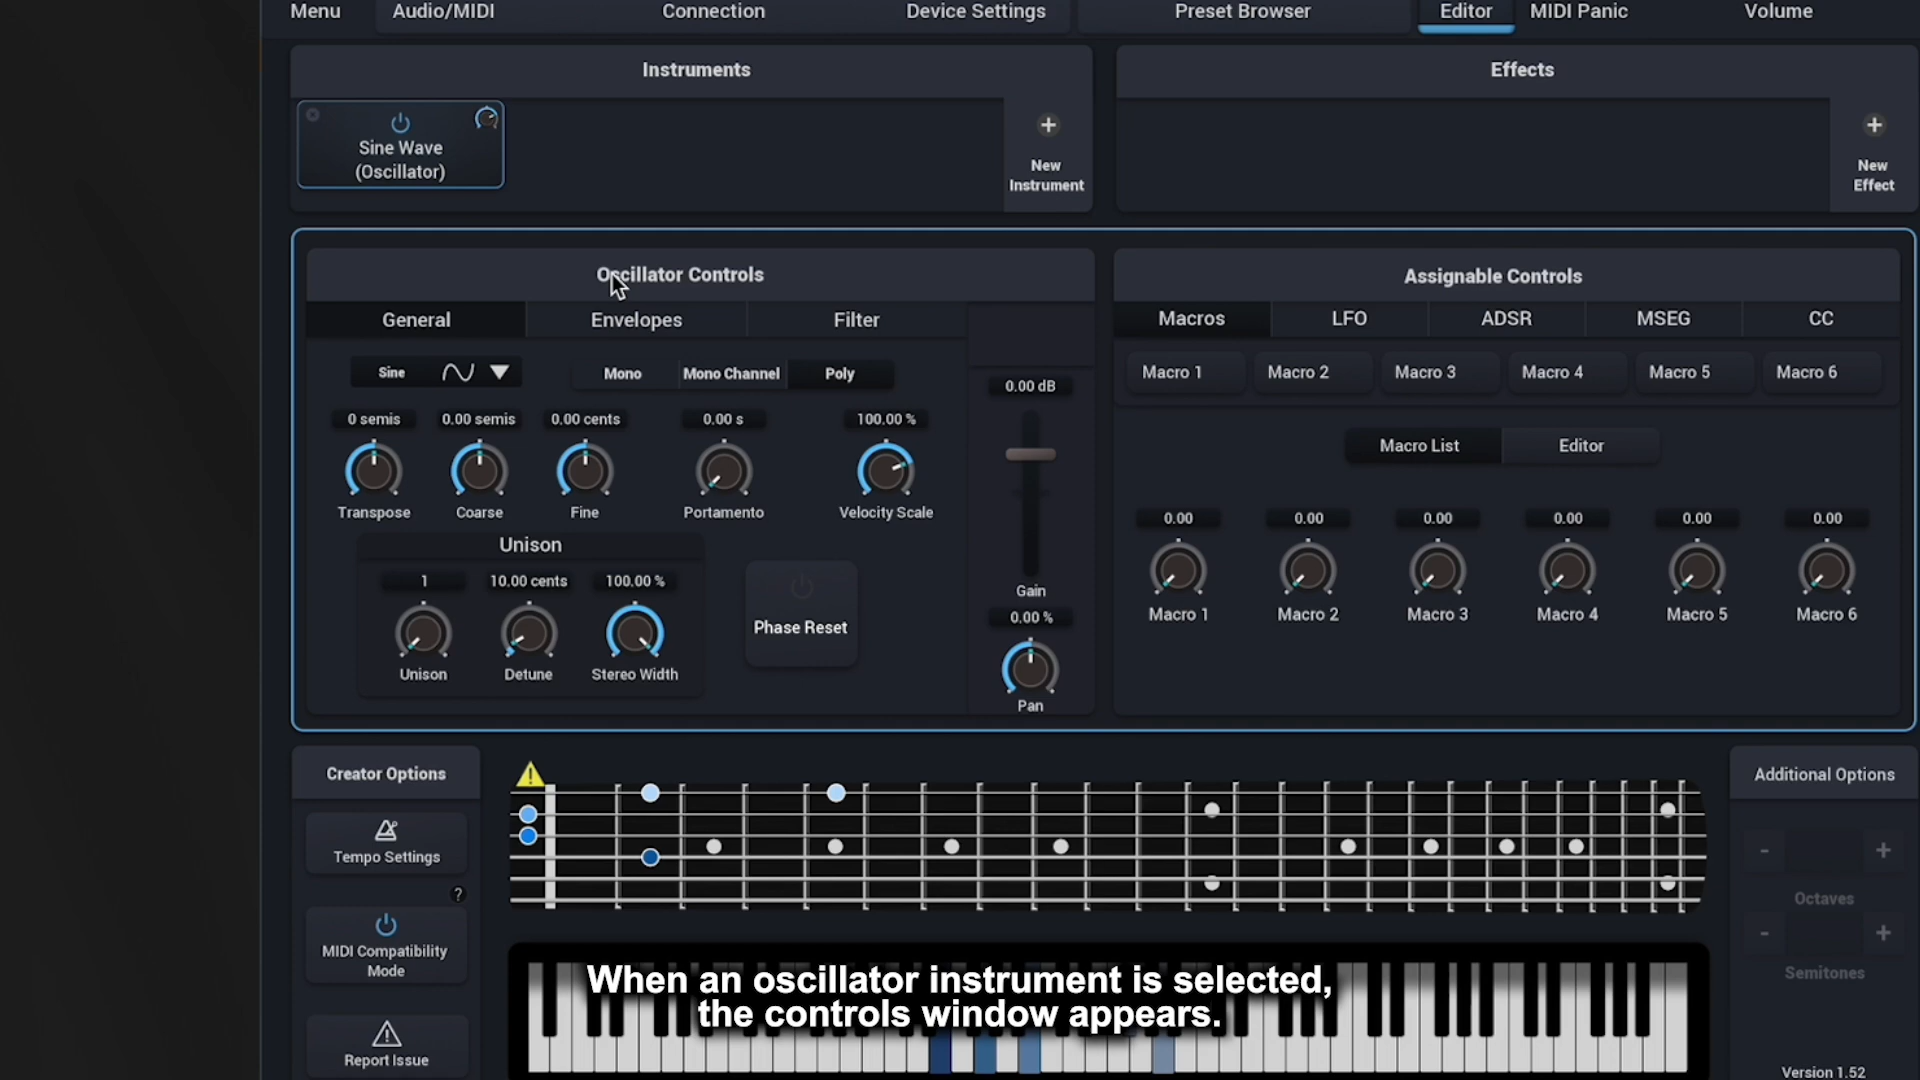 Menu
Audio/MIDI
Connection
Device Settings
Preset Browser
Editor
MIDI Panic
Volume
Instruments
Effects
Sine Wave
(Oscillator)
+
New
Instrument
+
New
Effect
Oscillator Controls
General
Envelopes
Filter
Sine
Mono
Mono Channel
Poly
0 semis
0.00 semis
0.00 cents
0.00 s
100.00 %
Transpose
Coarse
Fine
Portamento
Velocity Scale
Unison
1
10.00 cents
100.00 %
Unison
Detune
Stereo Width
Phase Reset
0.00 dB
Gain
0.00 %
Pan
Assignable Controls
Macros
LFO
ADSR
MSEG
CC
Macro 1
Macro 2
Macro 3
Macro 4
Macro 5
Macro 6
Macro List
Editor
0.00
0.00
0.00
0.00
0.00
0.00
Macro 1
Macro 2
Macro 3
Macro 4
Macro 5
Macro 6
Creator Options
Tempo Settings
?
MIDI Compatibility
Mode
Report Issue
!
Additional Options
- +
Octaves
- +
Semitones
Version 1.52
When an oscillator instrument is selected,
the controls window appears.